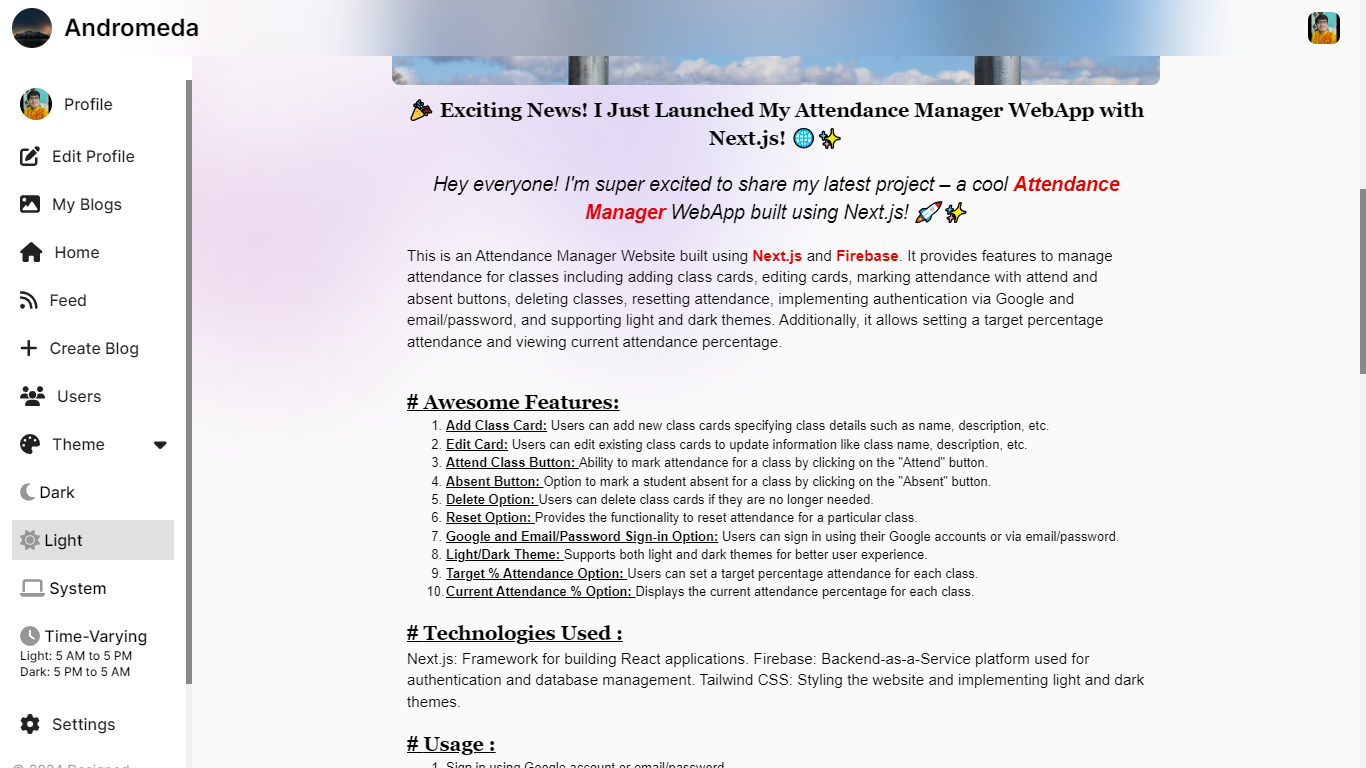 Andromeda
Profile
Edit Profile
My Blogs
Home
Feed
Create Blog
Users
Theme
Dark
Light
System
Time-Varying
Light: 5 AM to 5 PM
Dark: 5 PM to 5 AM
Settings
© 2024 Designed
🎉 Exciting News! I Just Launched My Attendance Manager WebApp with
Next.js! 🌐✨
Hey everyone! I'm super excited to share my latest project – a cool Attendance
Manager WebApp built using Next.js! 🚀✨
This is an Attendance Manager Website built using Next.js and Firebase. It provides features to manage
attendance for classes including adding class cards, editing cards, marking attendance with attend and
absent buttons, deleting classes, resetting attendance, implementing authentication via Google and
email/password, and supporting light and dark themes. Additionally, it allows setting a target percentage
attendance and viewing current attendance percentage.
# Awesome Features:
1. Add Class Card: Users can add new class cards specifying class details such as name, description, etc.
2. Edit Card: Users can edit existing class cards to update information like class name, description, etc.
3. Attend Class Button: Ability to mark attendance for a class by clicking on the "Attend" button.
4. Absent Button: Option to mark a student absent for a class by clicking on the "Absent" button.
5. Delete Option: Users can delete class cards if they are no longer needed.
6. Reset Option: Provides the functionality to reset attendance for a particular class.
7. Google and Email/Password Sign-in Option: Users can sign in using their Google accounts or via email/password.
8. Light/Dark Theme: Supports both light and dark themes for better user experience.
9. Target % Attendance Option: Users can set a target percentage attendance for each class.
10. Current Attendance % Option: Displays the current attendance percentage for each class.
# Technologies Used :
Next.js: Framework for building React applications. Firebase: Backend-as-a-Service platform used for
authentication and database management. Tailwind CSS: Styling the website and implementing light and dark
themes.
# Usage :
1. Sign in using Google account or email/password